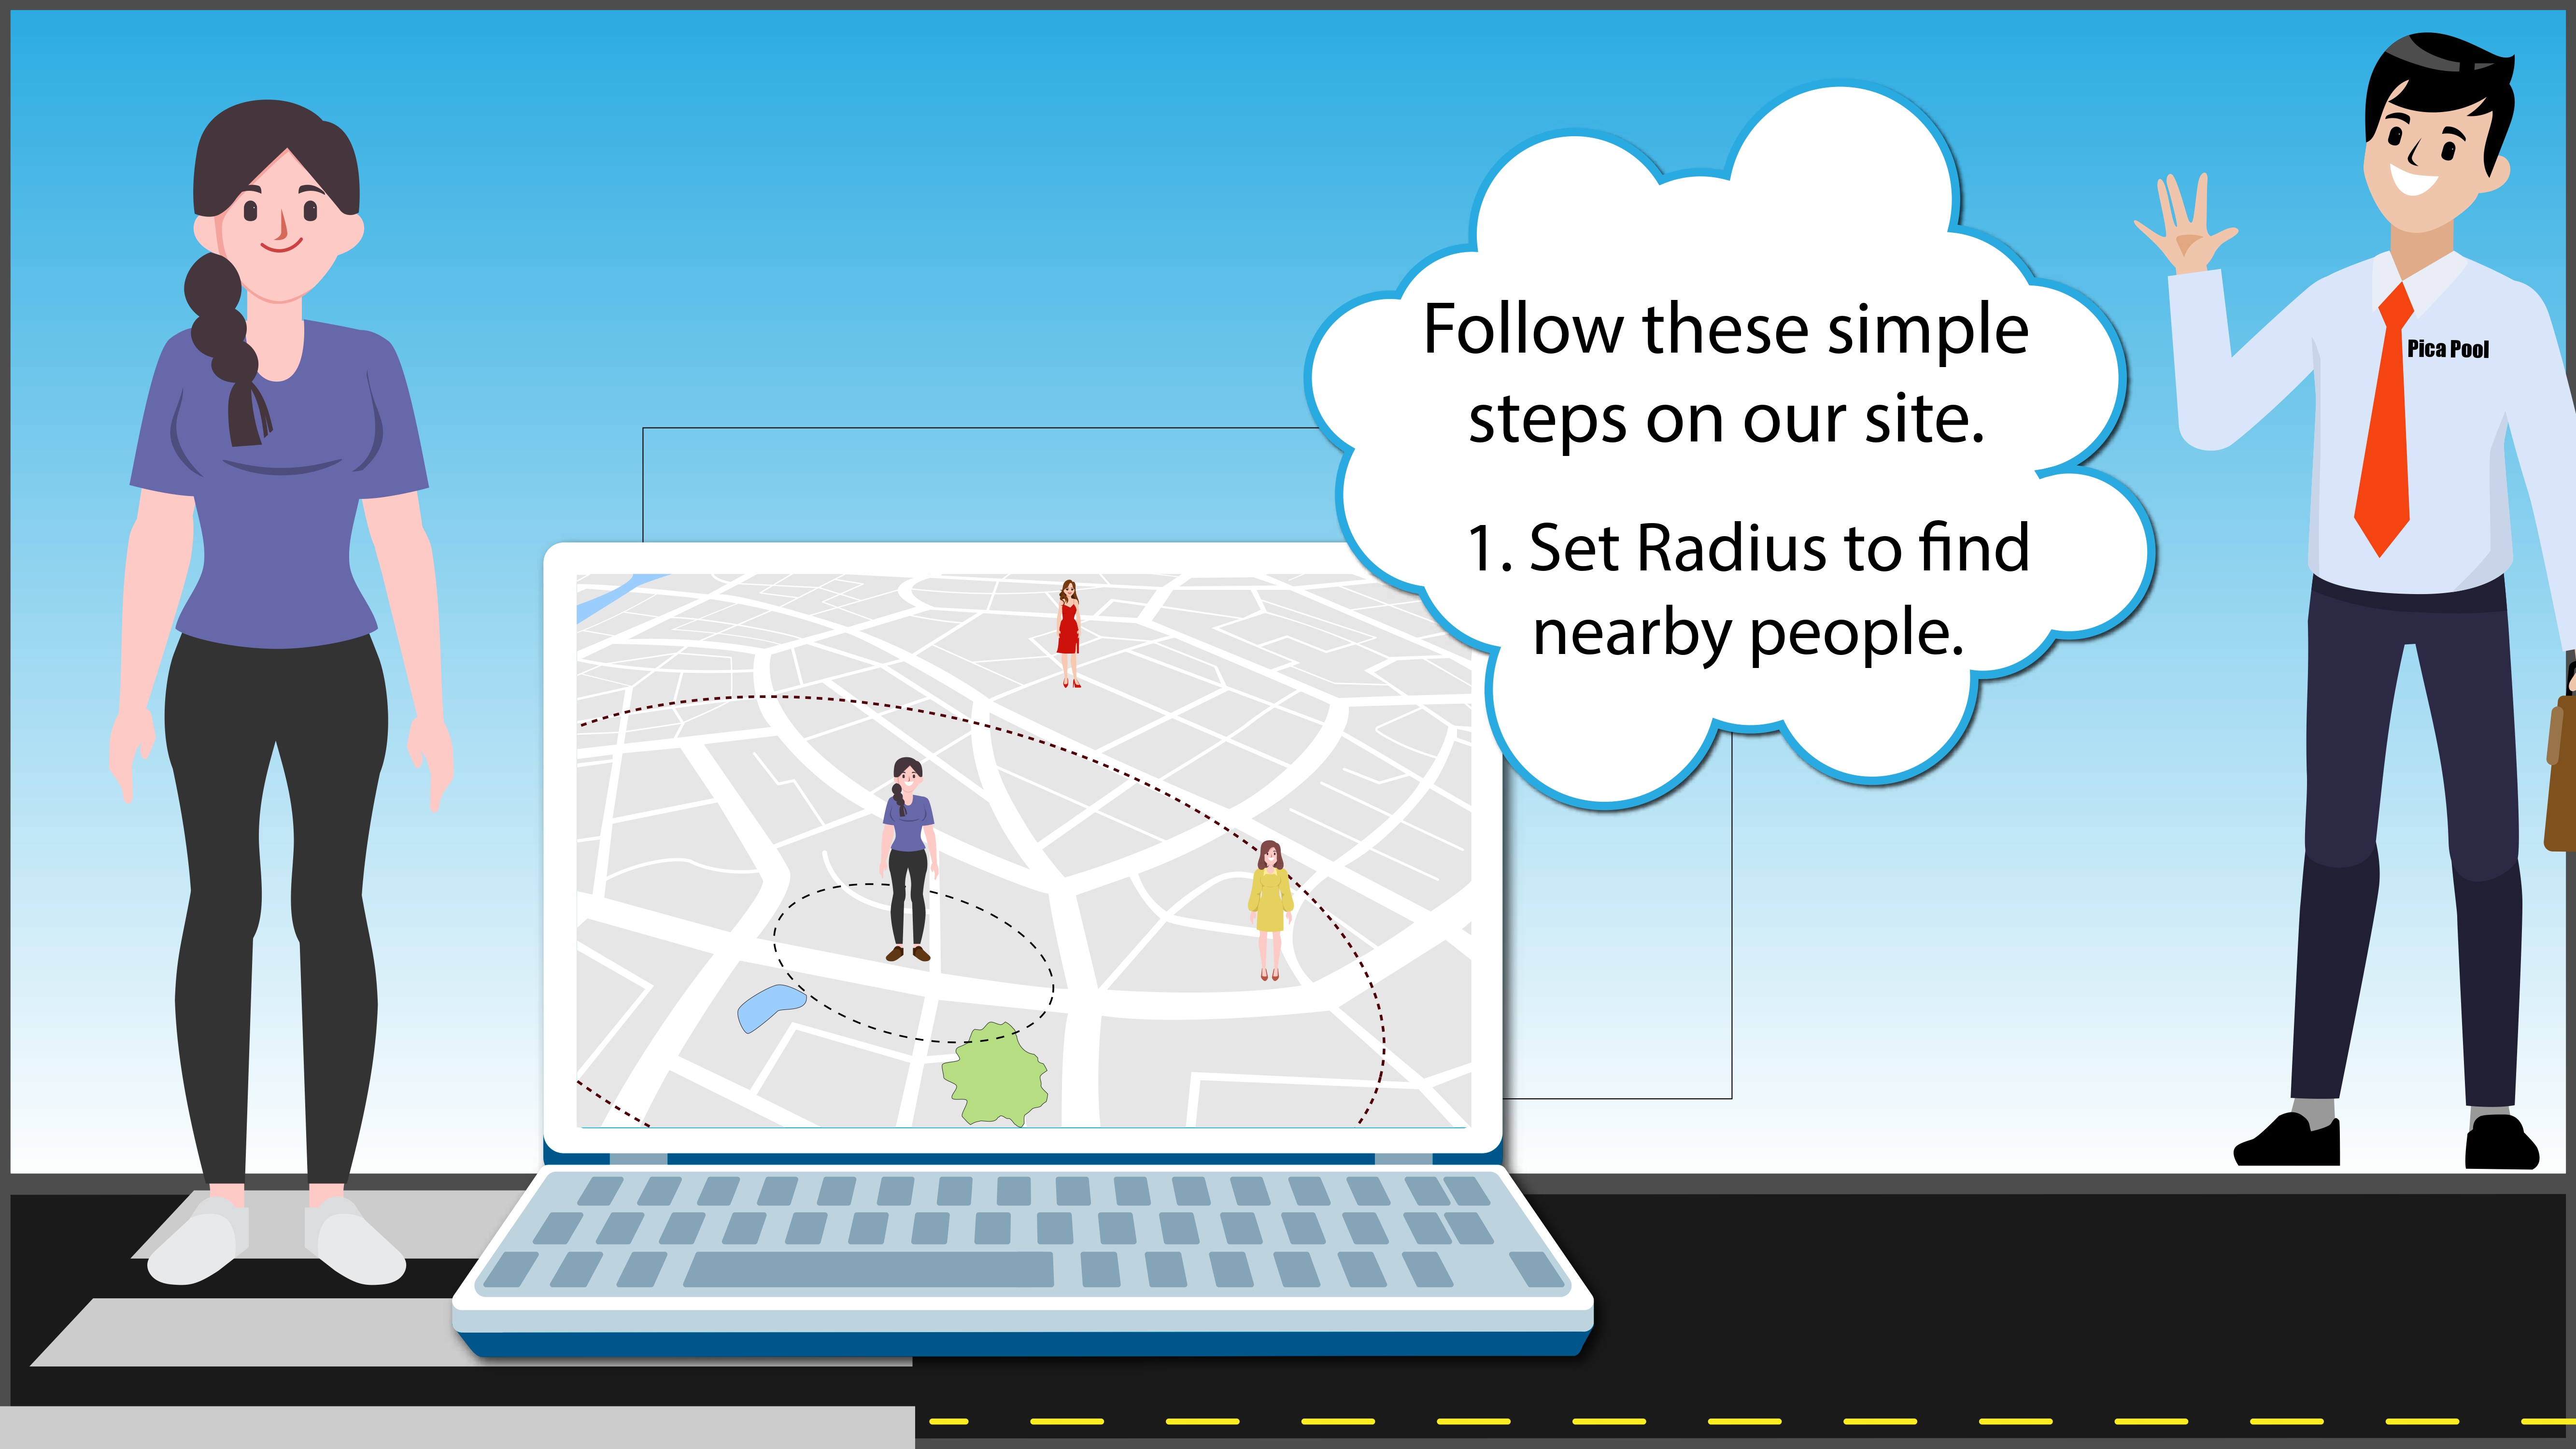 Follow these simple
steps on our site.
1. Set Radius to find
nearby people.
Pica Pool